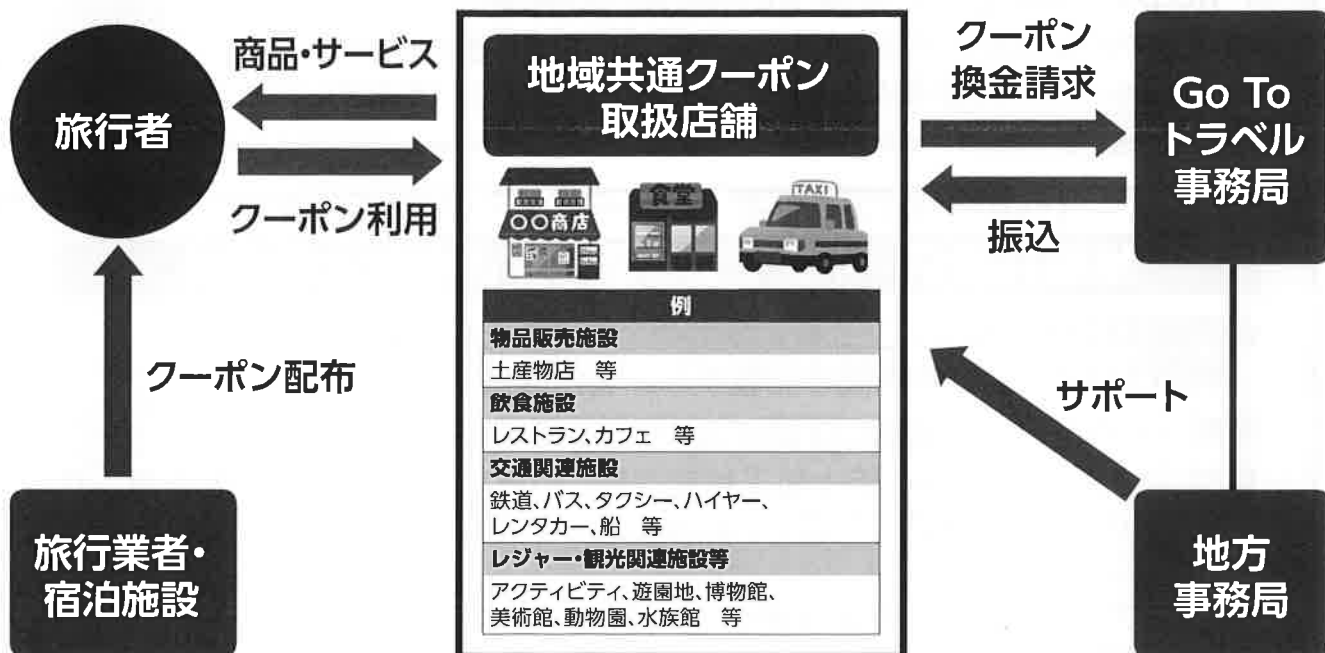 旅行者
商品・サービス
クーポン利用
クーポン配布
旅行業者・
宿泊施設
地域共通クーポン
取扱店舗
〇〇商店
食堂
TAXI
例
物品販売施設
土産物店 等
飲食施設
レストラン、カフェ 等
交通関連施設
鉄道、バス、タクシー、ハイヤー、
レンタカー、船 等
レジャー・観光関連施設等
アクティビティ、遊園地、博物館、
美術館、動物園、水族館 等
クーポン
換金請求
振込
サポート
Go To
トラベル
事務局
地方
事務局